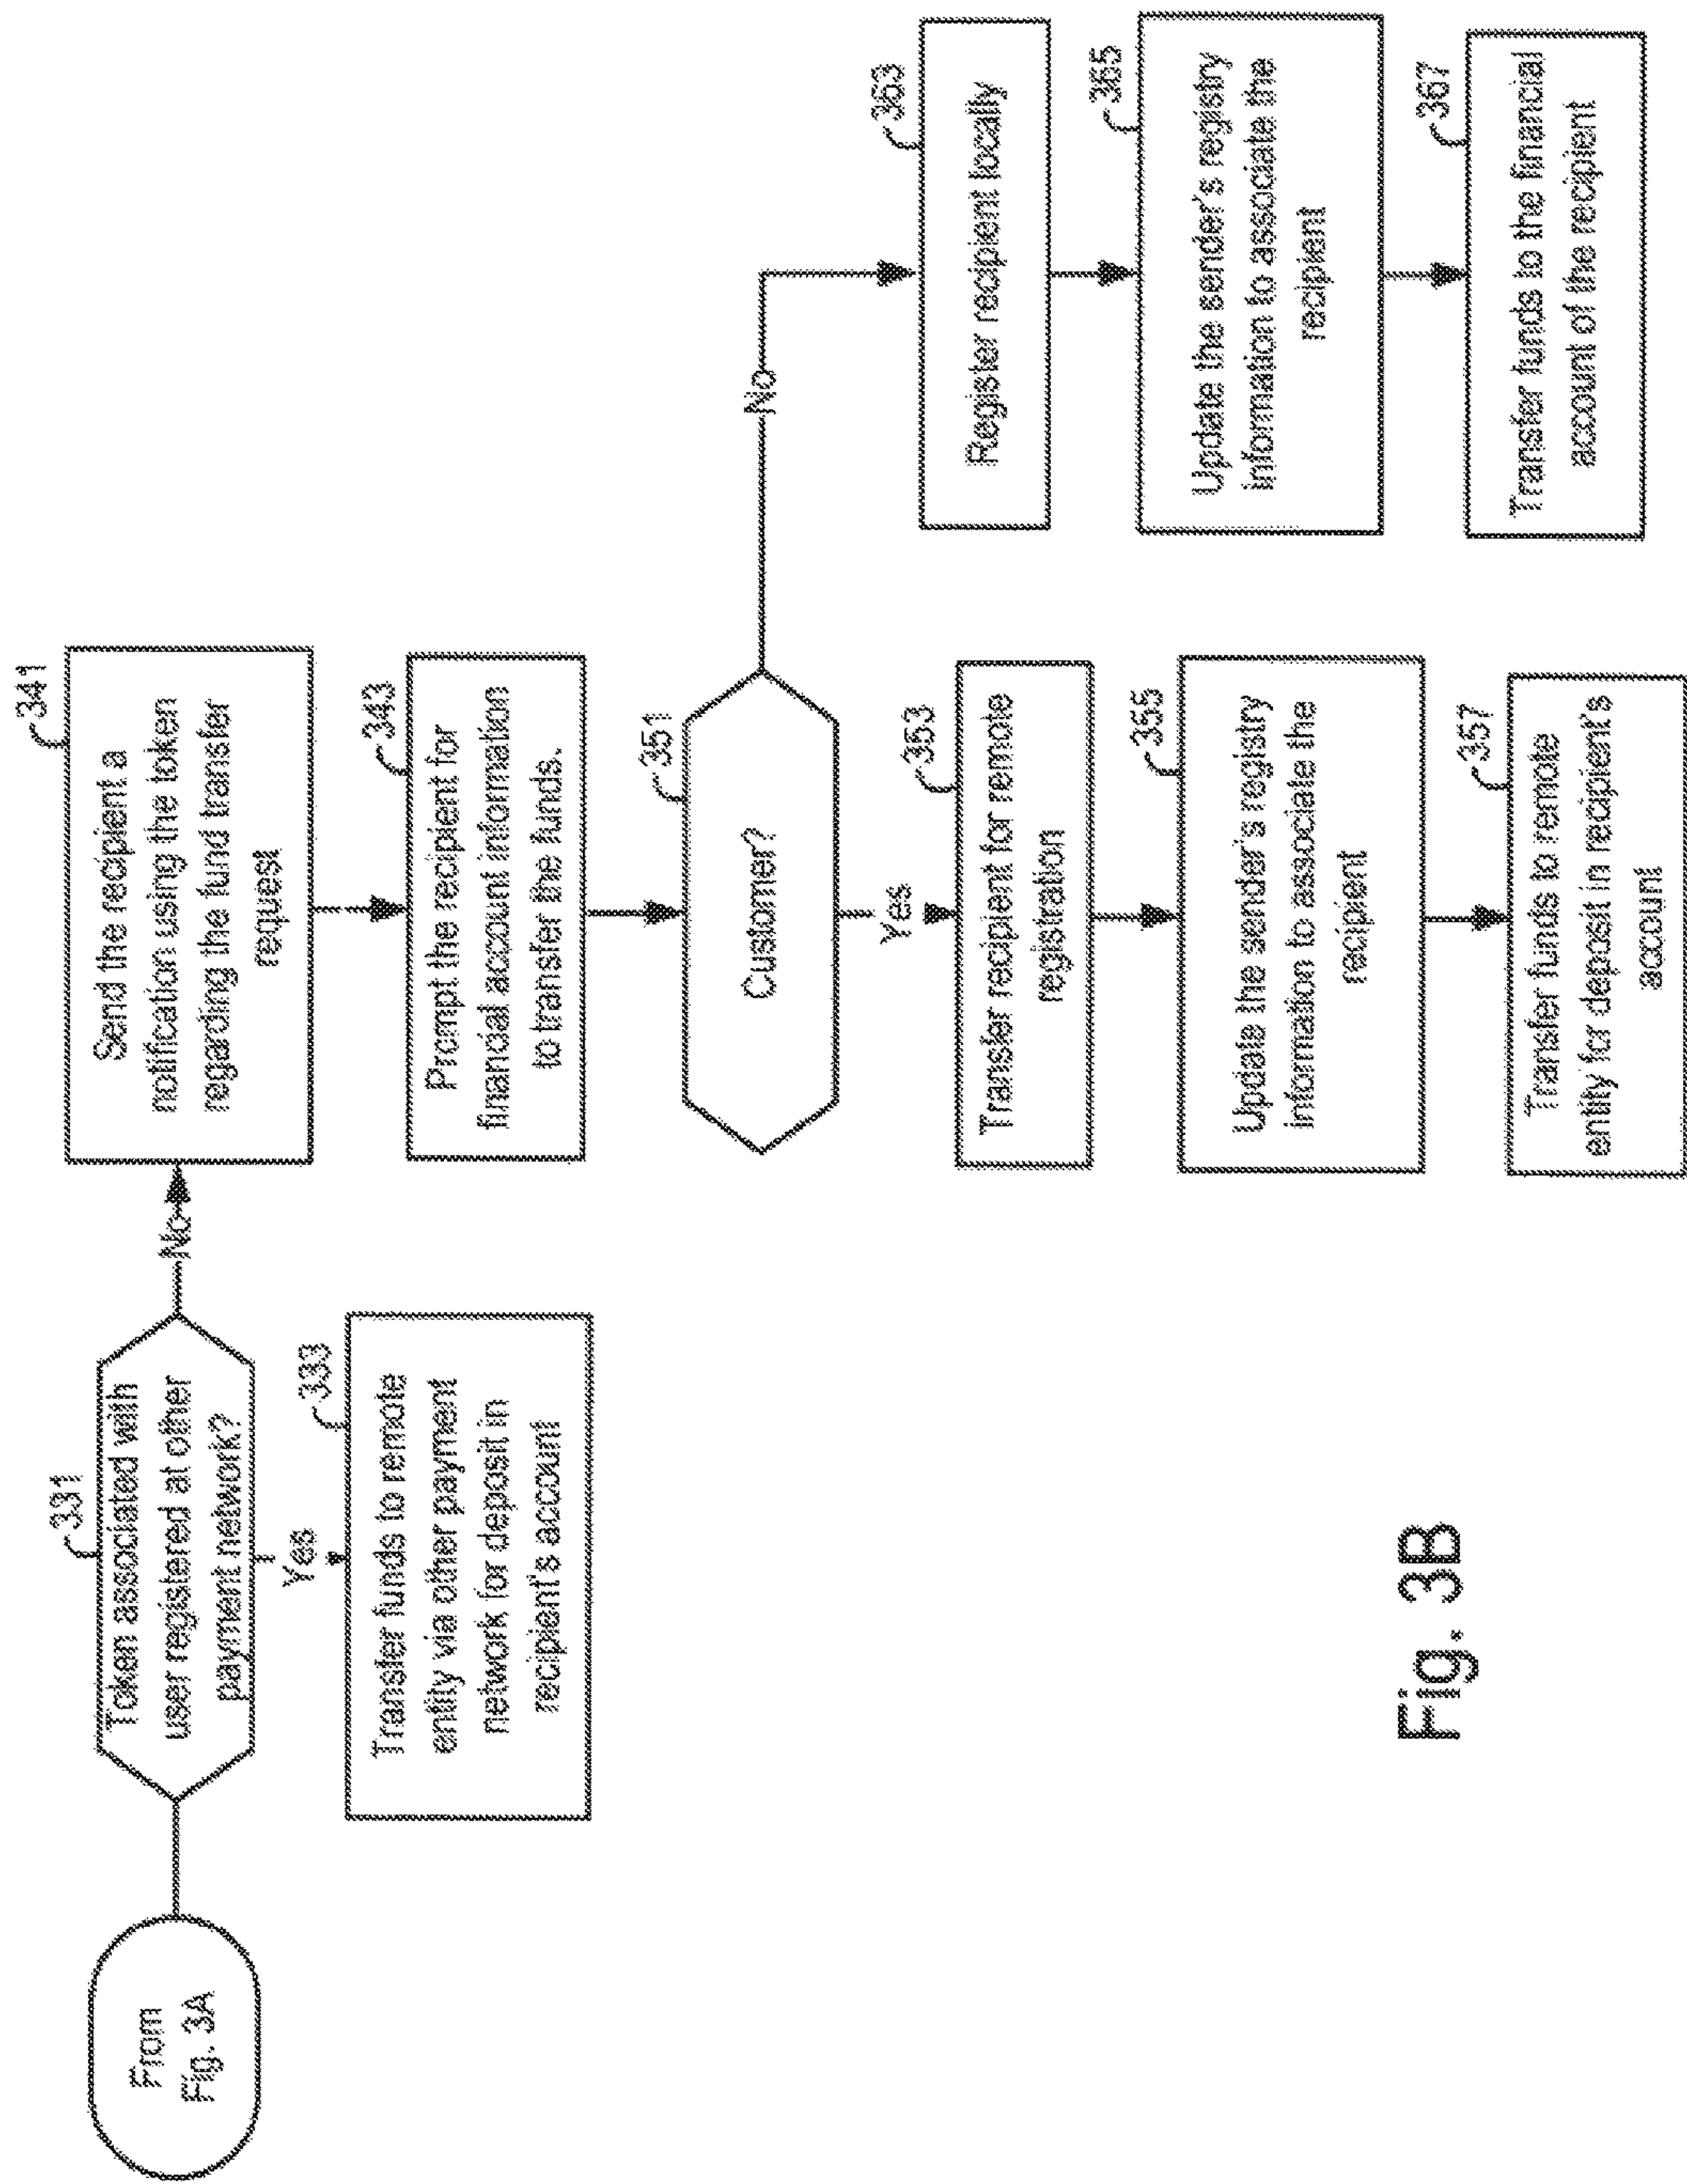 From
Fig. 3A
331
Token associated with
user registered at other
payment network?
Yes
333
Transfer funds to remote
entity via other payment
network for deposit in
recipient's account
No
341
Send the recipient a
notification using the token
regarding the fund transfer
request
343
Prompt the recipient for
financial account information
to transfer the funds.
351
Customer?
Yes
353
Transfer recipient for remote
registration
355
Update the sender's registry
information to associate the
recipient
357
Transfer funds to remote
entity for deposit in recipient's
account
No
363
Register recipient locally
365
Update the sender's registry
information to associate the
recipient
367
Transfer funds to the financial
account of the recipient
Fig. 3B